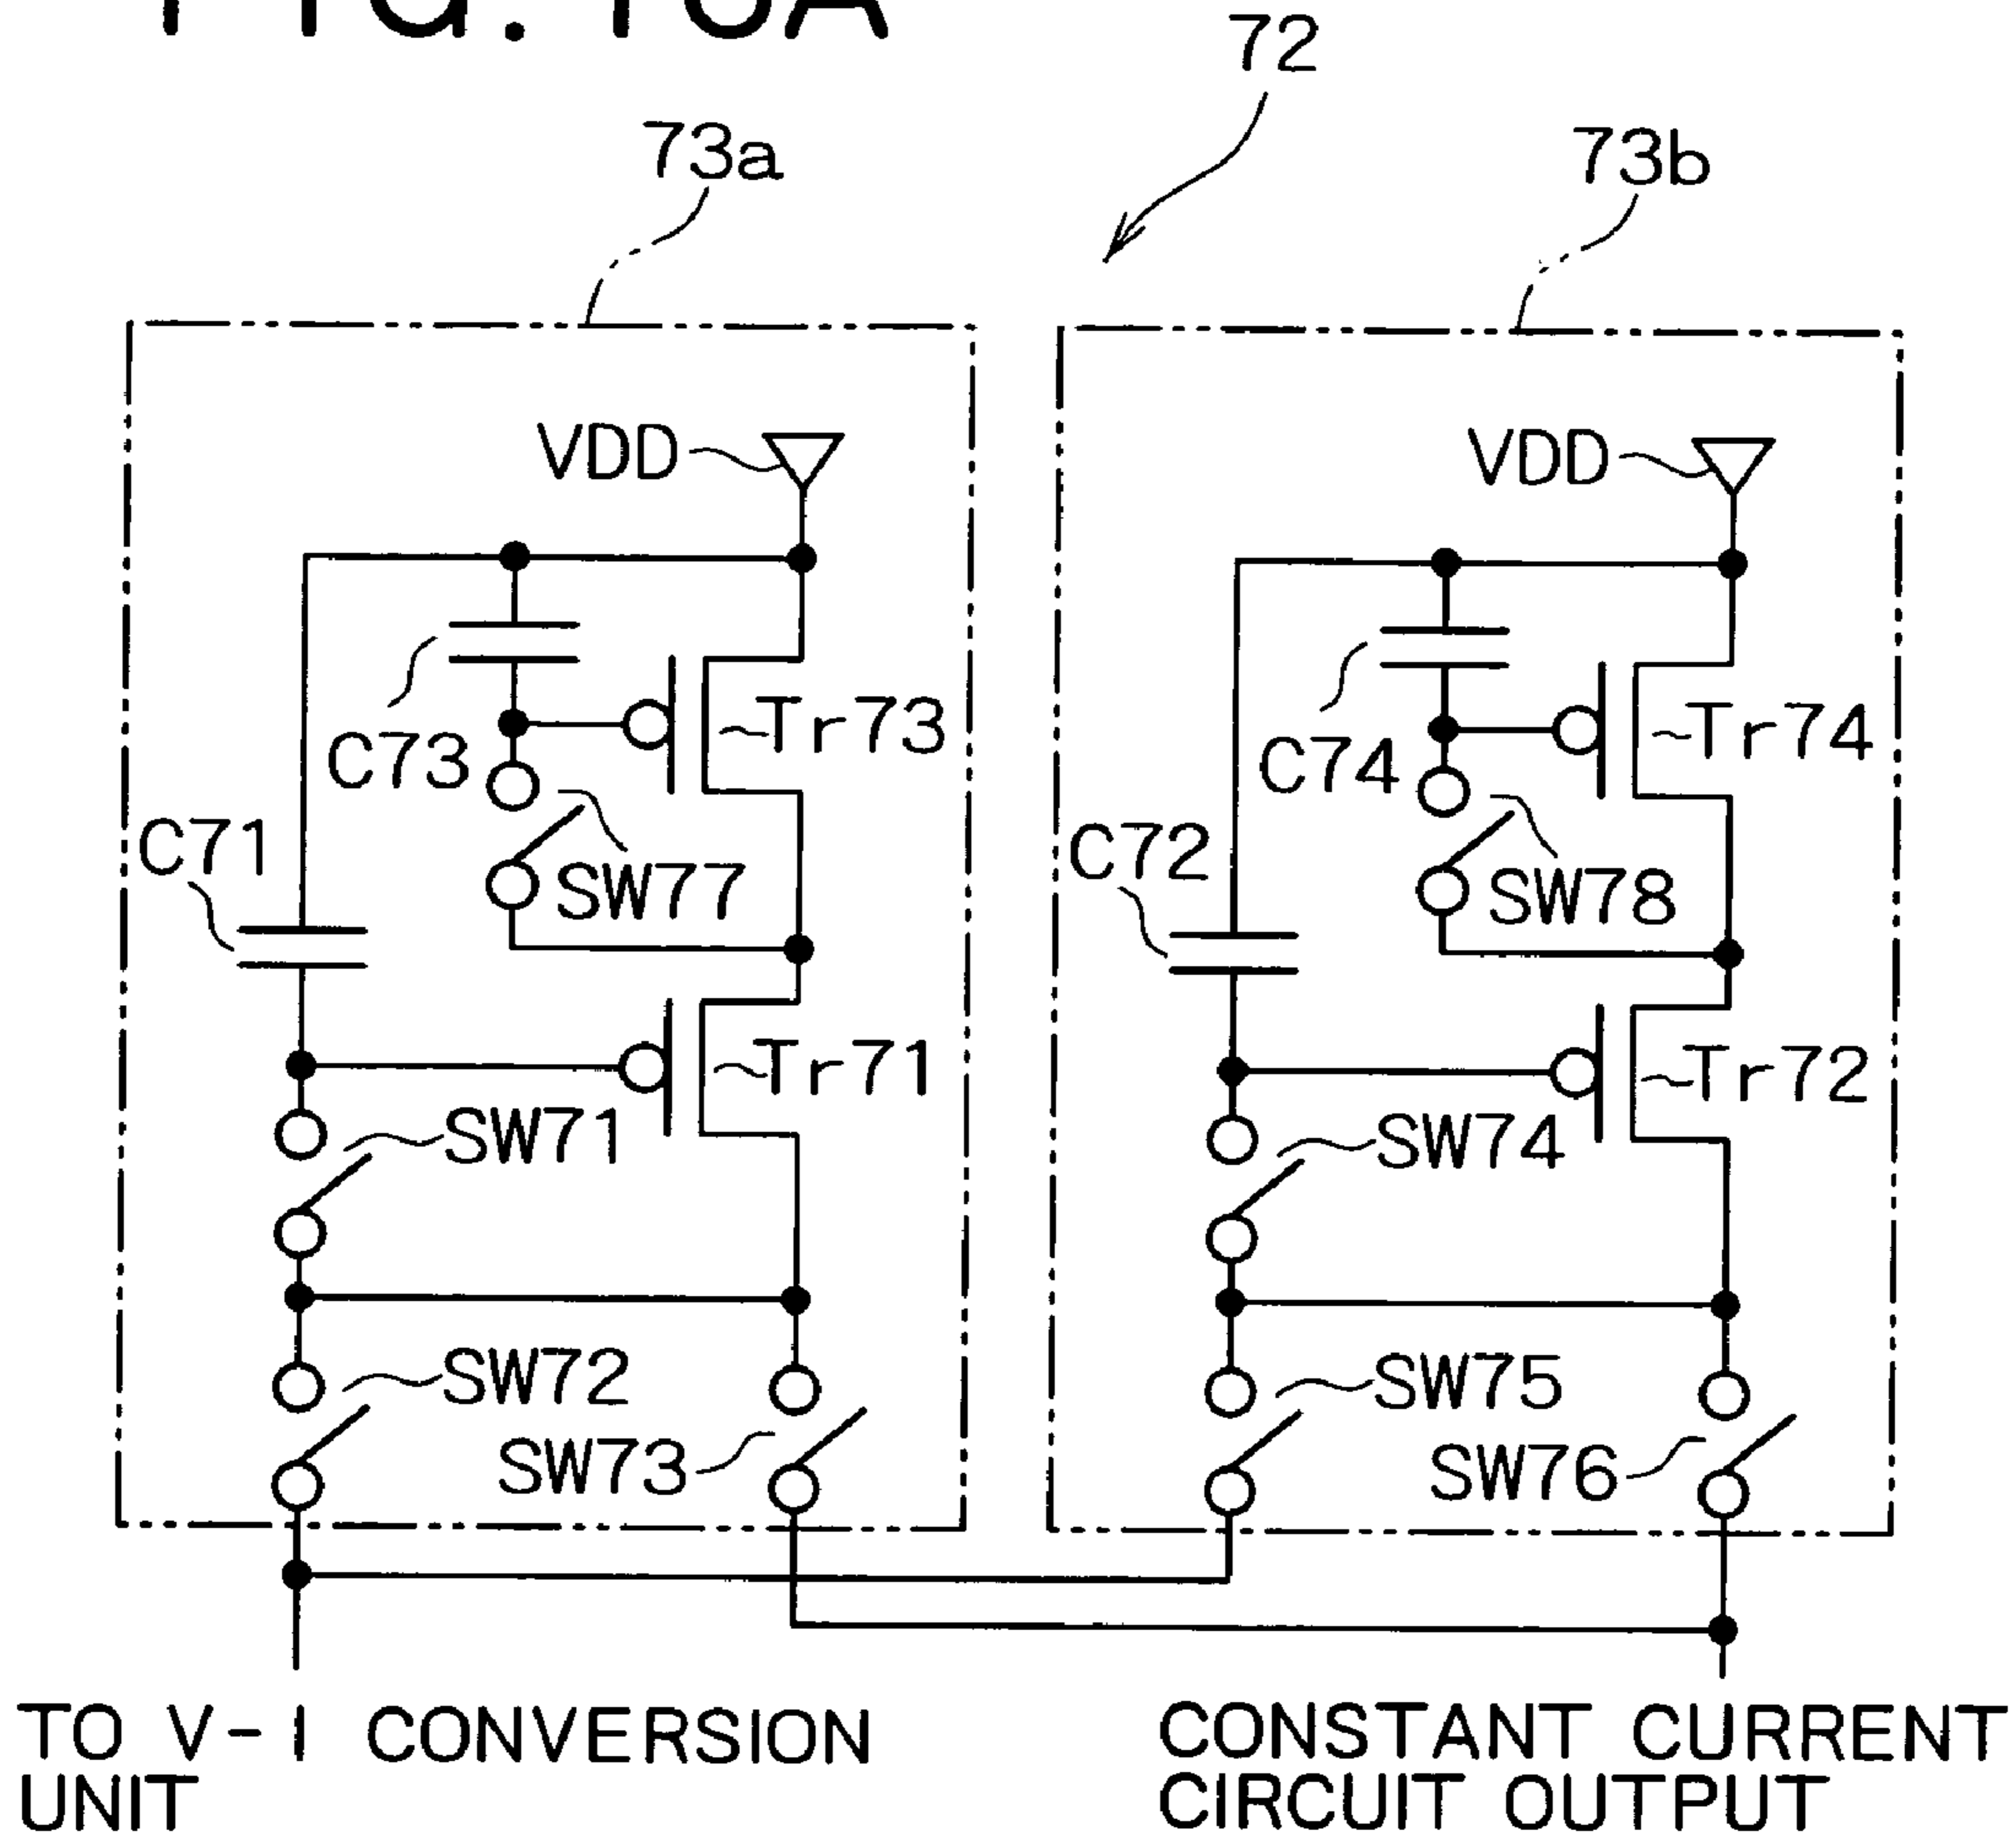 72
73a
73b
VDD
VDD
Tr73
Tr74
C73
C74
C71
C72
SW77
SW78
Tr71
Tr72
SW71
SW74
SW72
SW75
SW73
SW76
TO V-I CONVERSION
UNIT
CONSTANT CURRENT
CIRCUIT OUTPUT